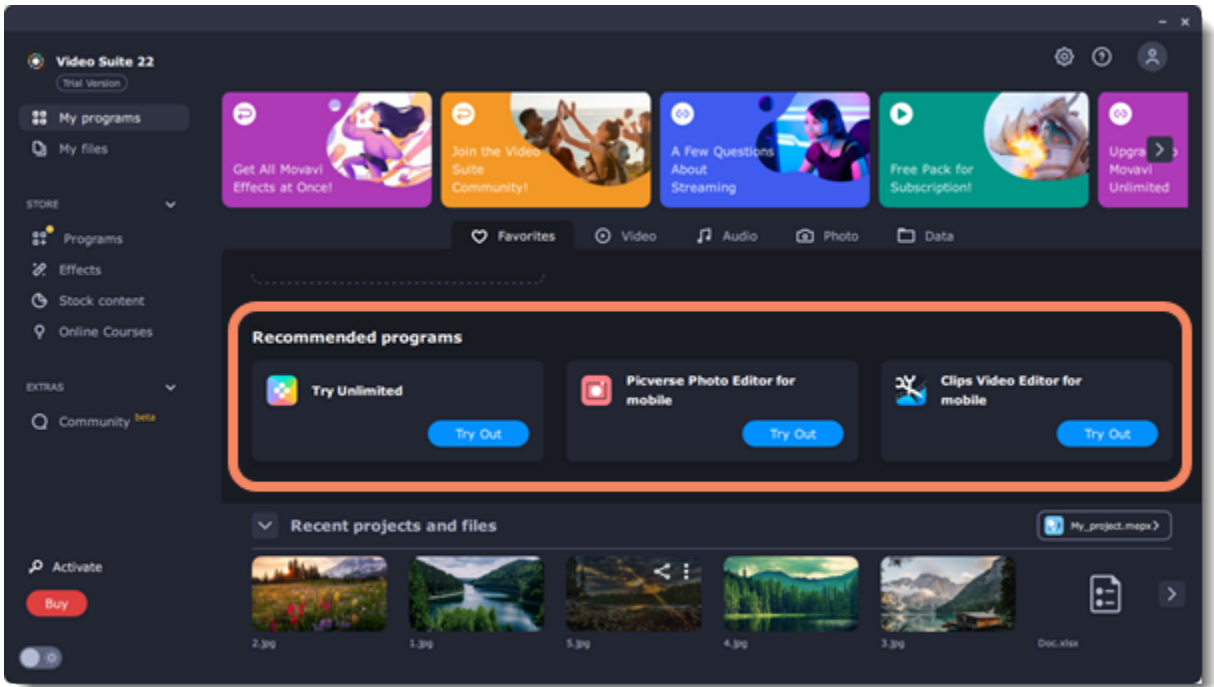 Video Suite 22
Trial Version
My programs
My files
STORE
Programs
Effects
Stock content
Online Courses
EXTRAS
Community beta
Activate
Buy
Get All Movavi
Effects at Once!
Join the Video
Suite
Community!
A Few Questions
About
Streaming
Free Pack for
Subscription!
Movavi
Unlimited
Favorites
Video
Audio
Photo
Data
Recommended programs
Try Unlimited
Try Out
Picverse Photo Editor for
mobile
Try Out
Clips Video Editor for
mobile
Try Out
Recent projects and files
My_project.mepx
2.jpg
1.jpg
5.jpg
4.jpg
3.jpg
Doc.xlsx